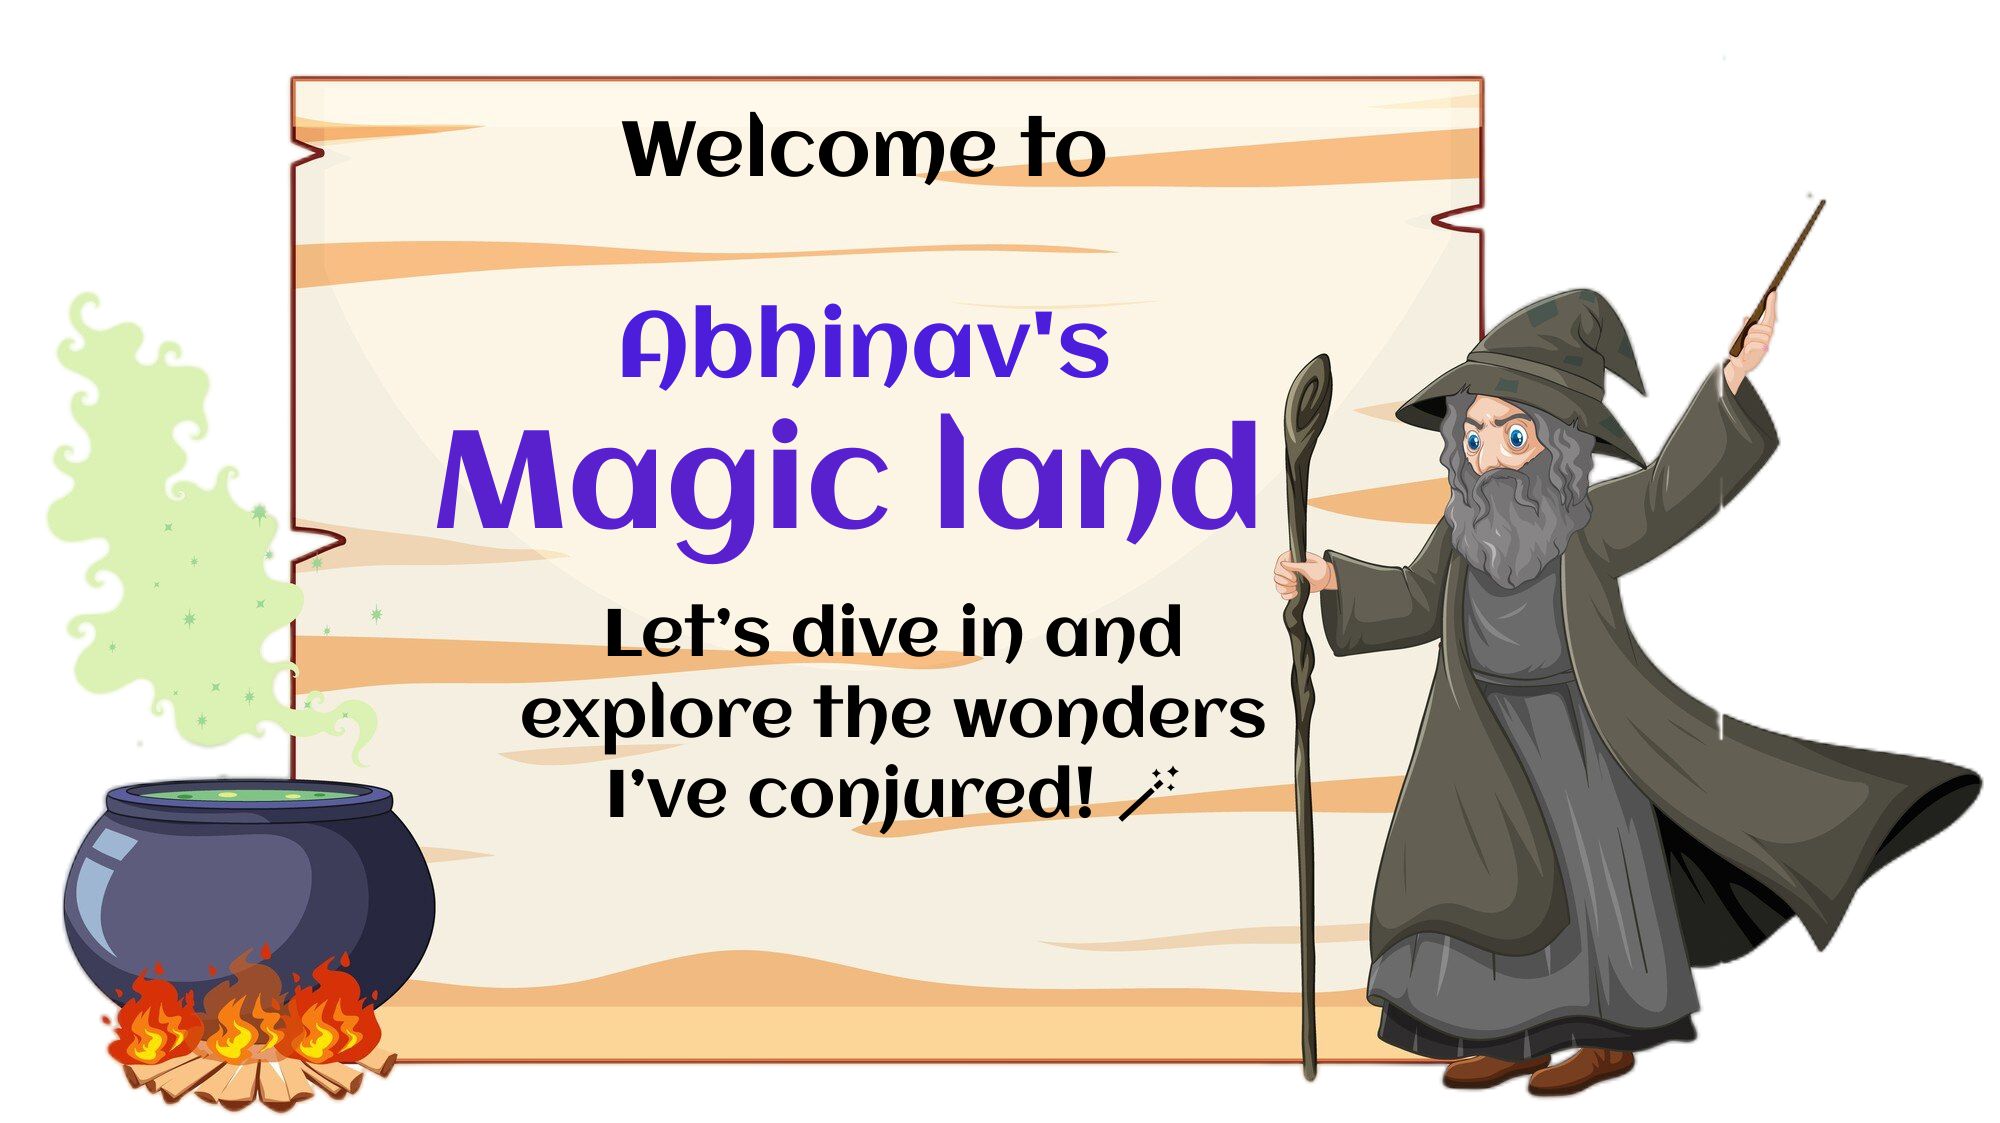 Welcome to
Abhinav's
Magic land
Let’s dive in and
explore the wonders
I’ve conjured! 🪄